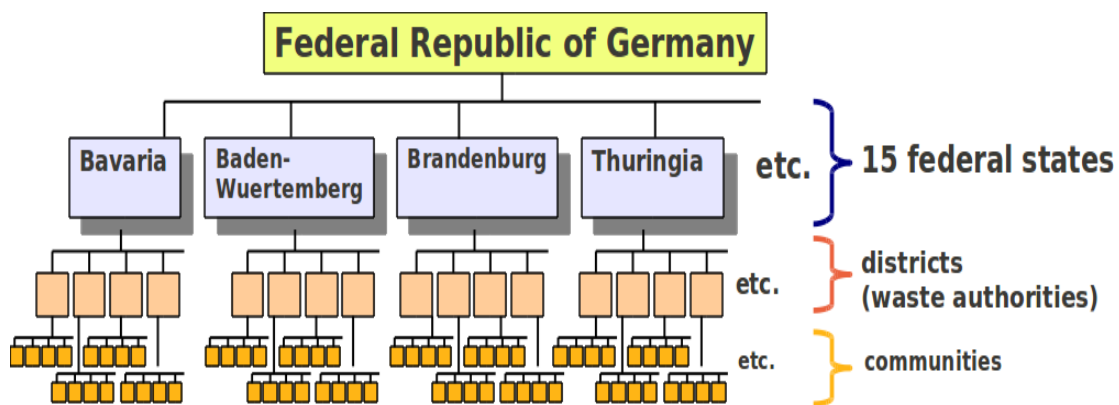 Federal Republic of Germany
Bavaria
Baden-
Wuertemberg
Brandenburg
Thuringia
etc.
15 federal states
etc.
districts
(waste authorities)
etc.
communities